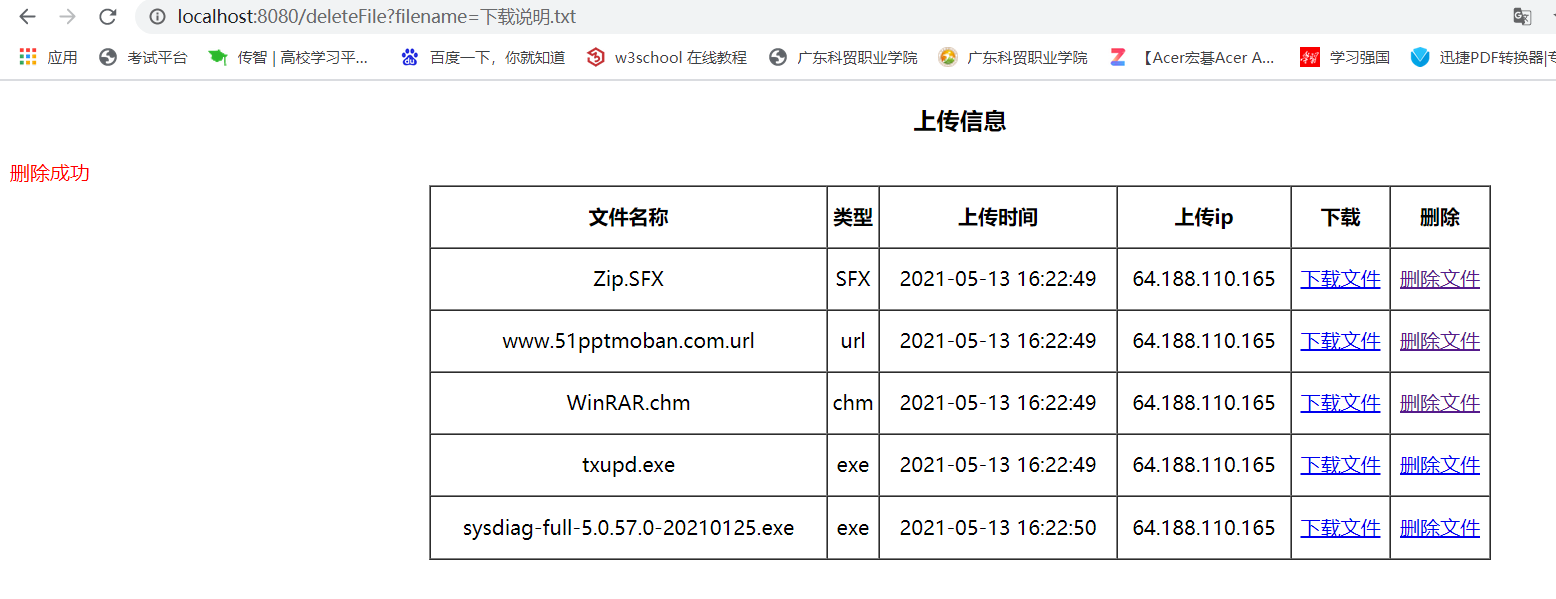 localhost:8080/deleteFile?filename=下载说明.txt
应用 考试平台 传智 | 高校学习平... 百度一下，你就知道 w3school 在线教程 广东科贸职业学院 广东科贸职业学院 【Acer宏碁Acer A... 学习强国 迅捷PDF转换器|专
上传信息
删除成功
文件名称 类型 上传时间 上传ip 下载 删除
Zip.SFX SFX 2021-05-13 16:22:49 64.188.110.165 下载文件 删除文件
www.51pptmoban.com.url url 2021-05-13 16:22:49 64.188.110.165 下载文件 删除文件
WinRAR.chm chm 2021-05-13 16:22:49 64.188.110.165 下载文件 删除文件
txupd.exe exe 2021-05-13 16:22:49 64.188.110.165 下载文件 删除文件
sysdiag-full-5.0.57.0-20210125.exe exe 2021-05-13 16:22:50 64.188.110.165 下载文件 删除文件